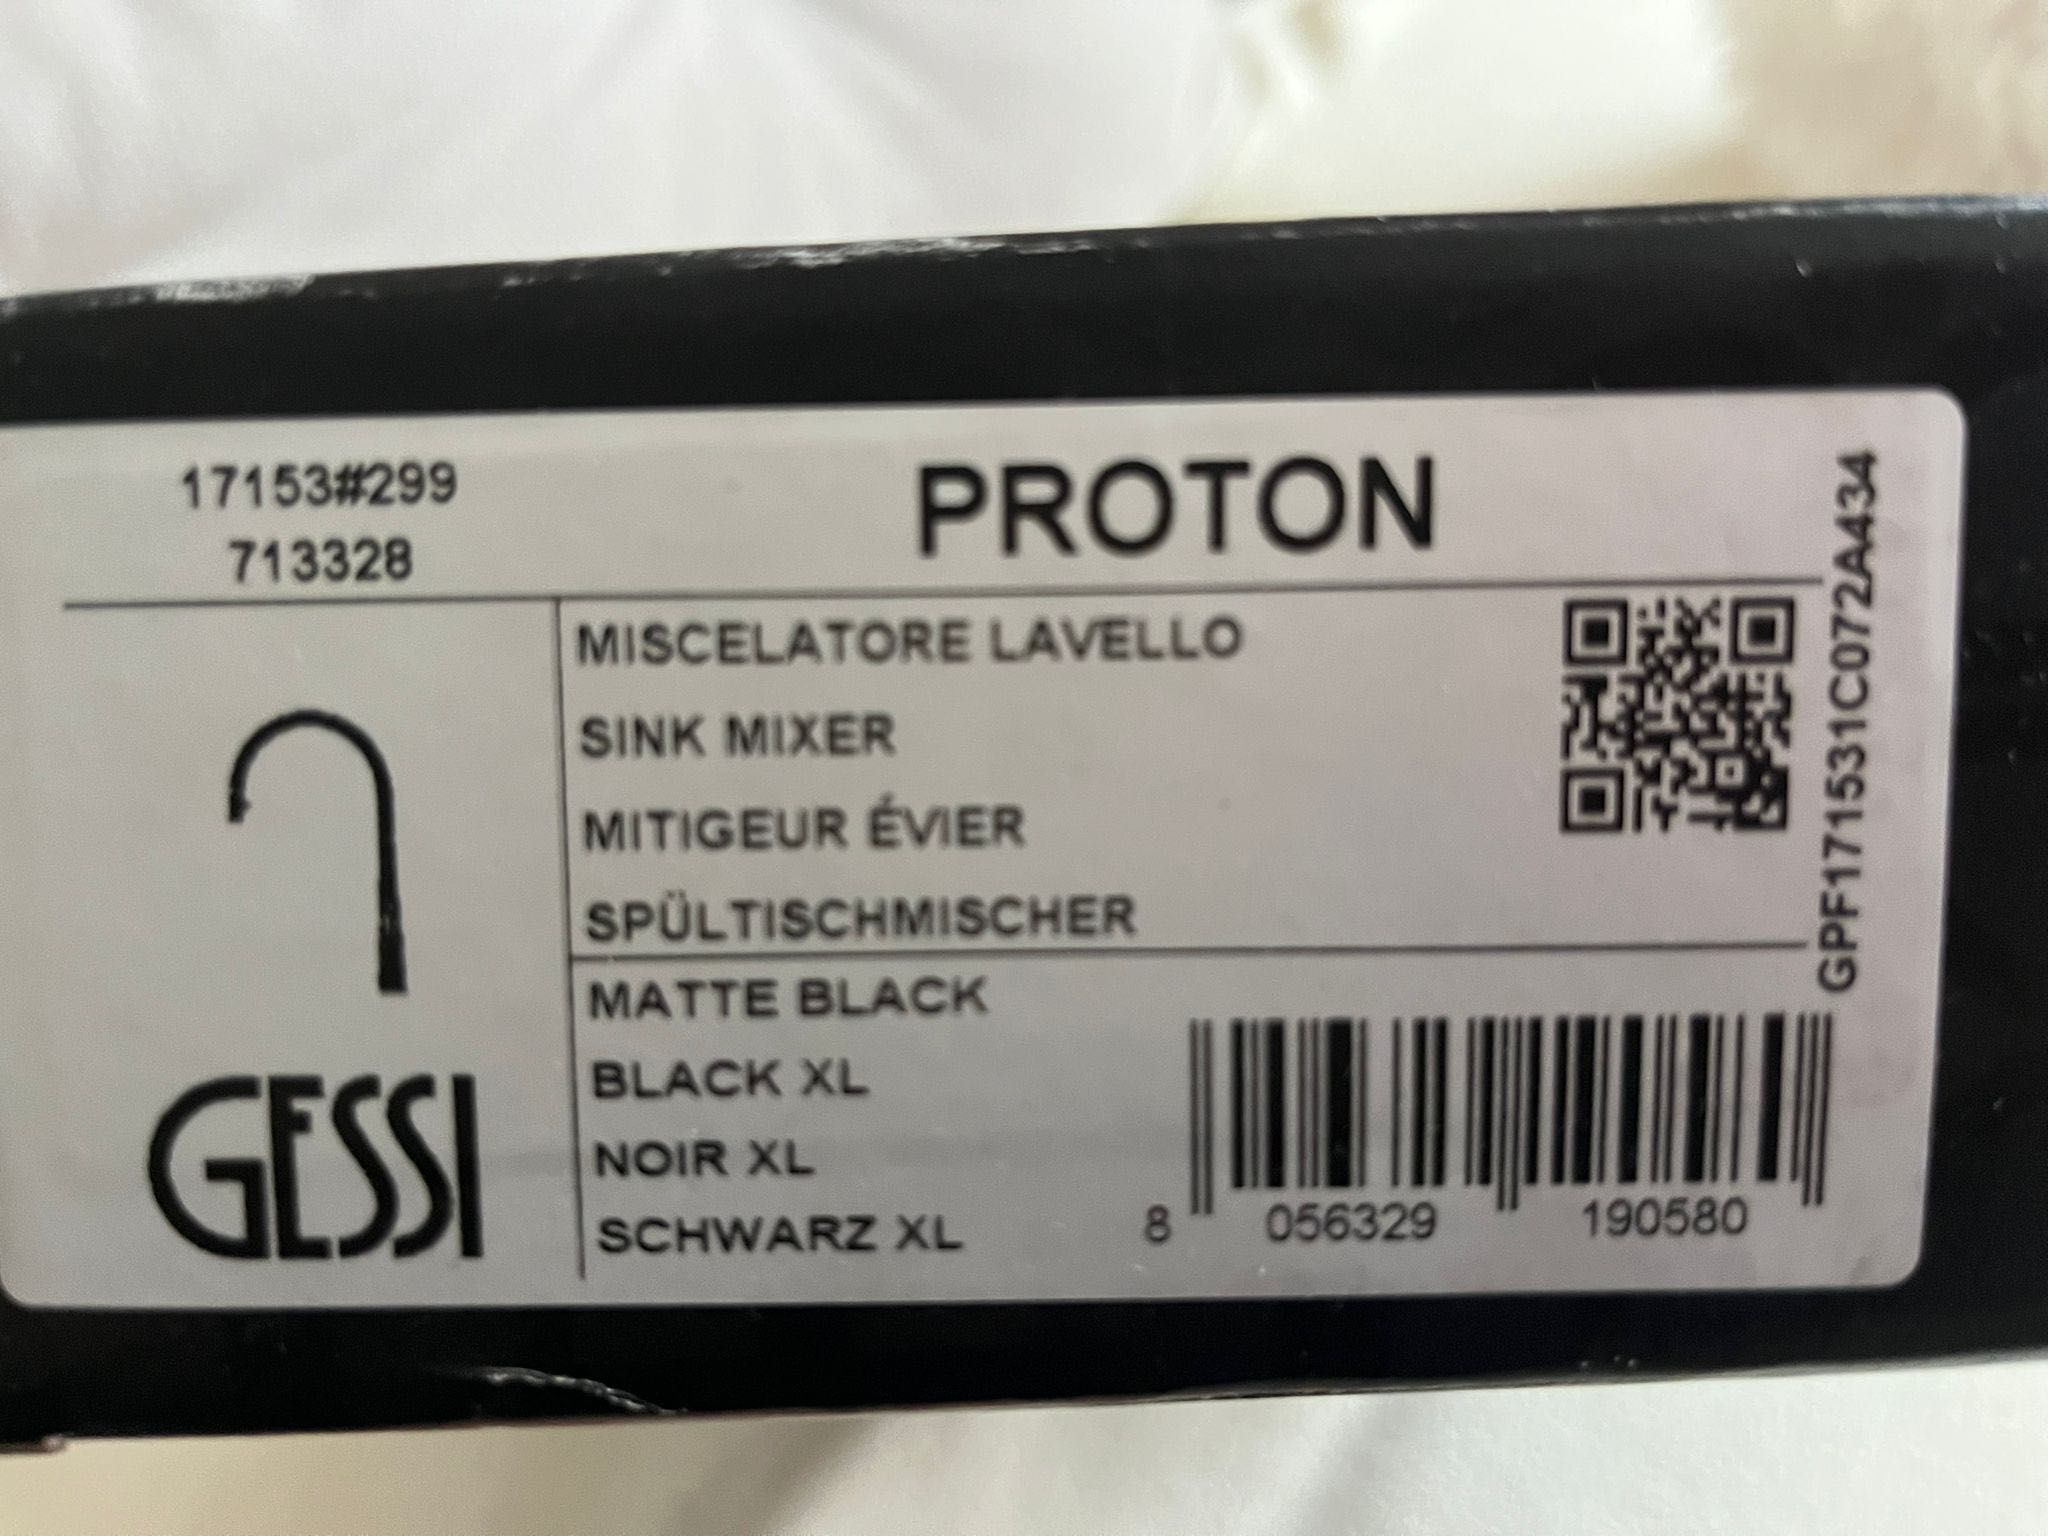 17153#299
713328
PROTON
MISCELATORE LAVELLO
SINK MIXER
MITIGEUR ÉVIER
SPÜLTISCHMISCHER
GPF171531C072A434
GESSI
MATTE BLACK
BLACK XL
NOIR XL
SCHWARZ XL
8 056329 190580